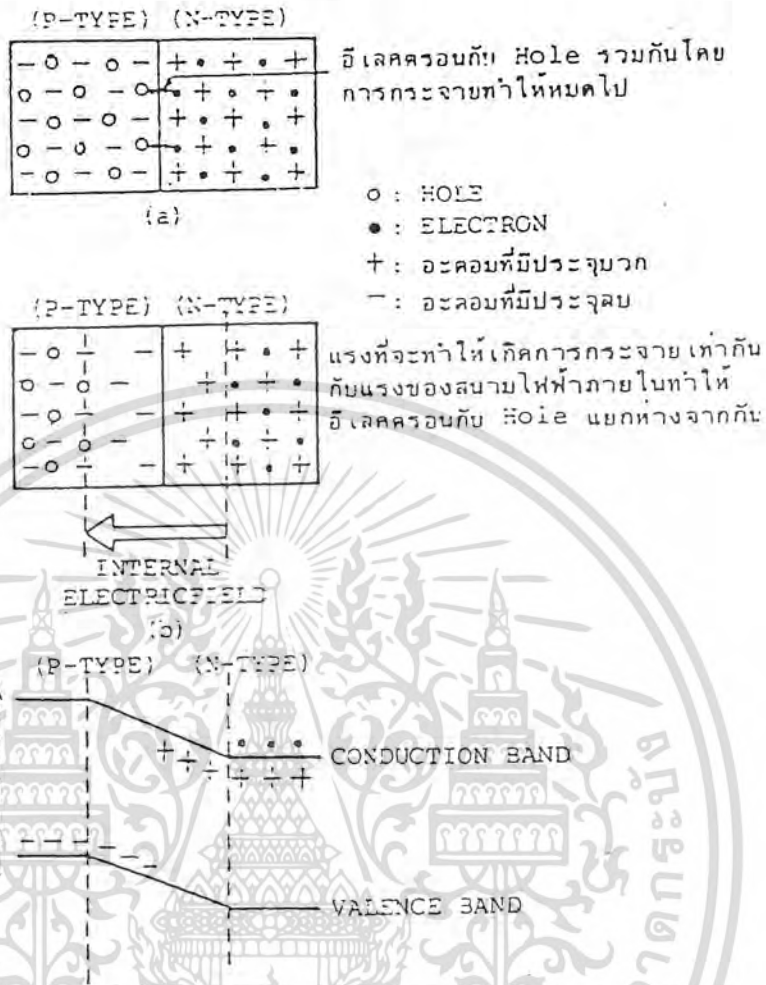 (P-TYPE) (N-TYPE)
อีเลคตรอนกับ Hole รวมกันโดย
การกระจายทำให้หมดไป
(a)
o : HOLE
• : ELECTRON
+ : อะตอมที่มีประจุบวก
- : อะตอมที่มีประจุลบ
(P-TYPE) (N-TYPE)
แรงที่จะทำให้เกิดการกระจายเท่ากัน
กับแรงของสนามไฟฟ้าภายในทำให้
อีเลคตรอนกับ Hole แยกห่างจากกัน
INTERNAL
ELECTRICFIELD
(b)
(P-TYPE) (N-TYPE)
CONDUCTION BAND
VALENCE BAND